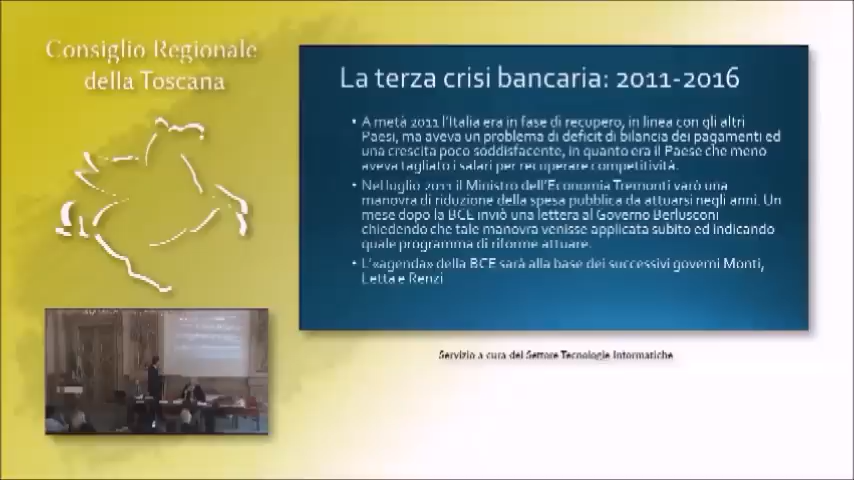 Consiglio Regionale
della Toscana
La terza crisi bancaria: 2011-2016
• A metà 2011 l'Italia era in fase di recupero, in linea con gli altri
Paesi, ma aveva un problema di deficit di bilancia dei pagamenti ed
una crescita poco soddisfacente, in quanto era il Paese che meno
aveva tagliato i salari per recuperare competitività.
• Nel luglio 2011 il Ministro dell'Economia Tremonti varò una
manovra di riduzione della spesa pubblica da attuarsi negli anni. Un
mese dopo la BCE inviò una lettera al Governo Berlusconi
chiedendo che tale manovra venisse applicata subito ed indicando
quale programma di riforme attuare.
• L'«agenda» della BCE sarà alla base dei successivi governi Monti,
Letta e Renzi
Servizio a cura del Settore Tecnologie Informatiche